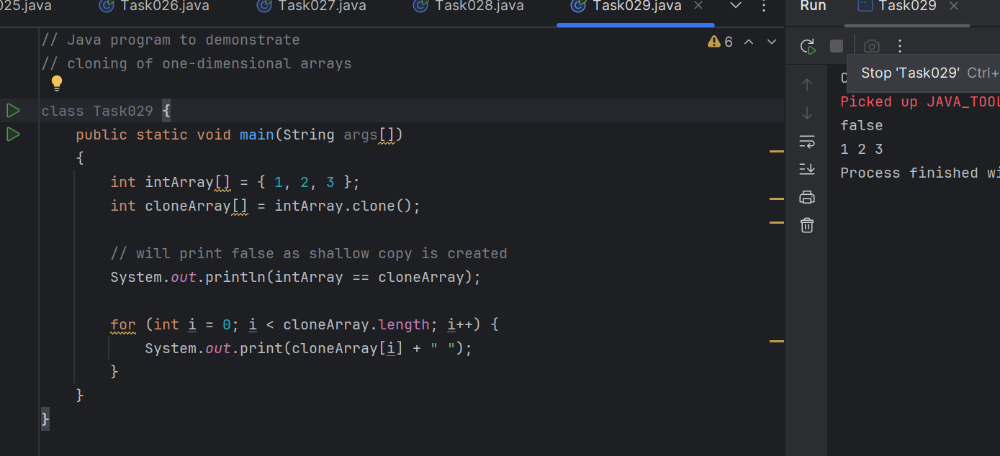 025.java Task026.java Task027.java Task028.java Task029.java
Run Task029
// Java program to demonstrate
6
// cloning of one-dimensional arrays
class Task029 {
public static void main(String args[])
{
int intArray[] = { 1, 2, 3 };
int cloneArray[] = intArray.clone();
// will print false as shallow copy is created
System.out.println(intArray == cloneArray);
for (int i = 0; i < cloneArray.length; i++) {
System.out.print(cloneArray[i] + " ");
}
}
}
Stop 'Task029' Ctrl+
Picked up JAVA_TOOL
false
1 2 3
Process finished wi